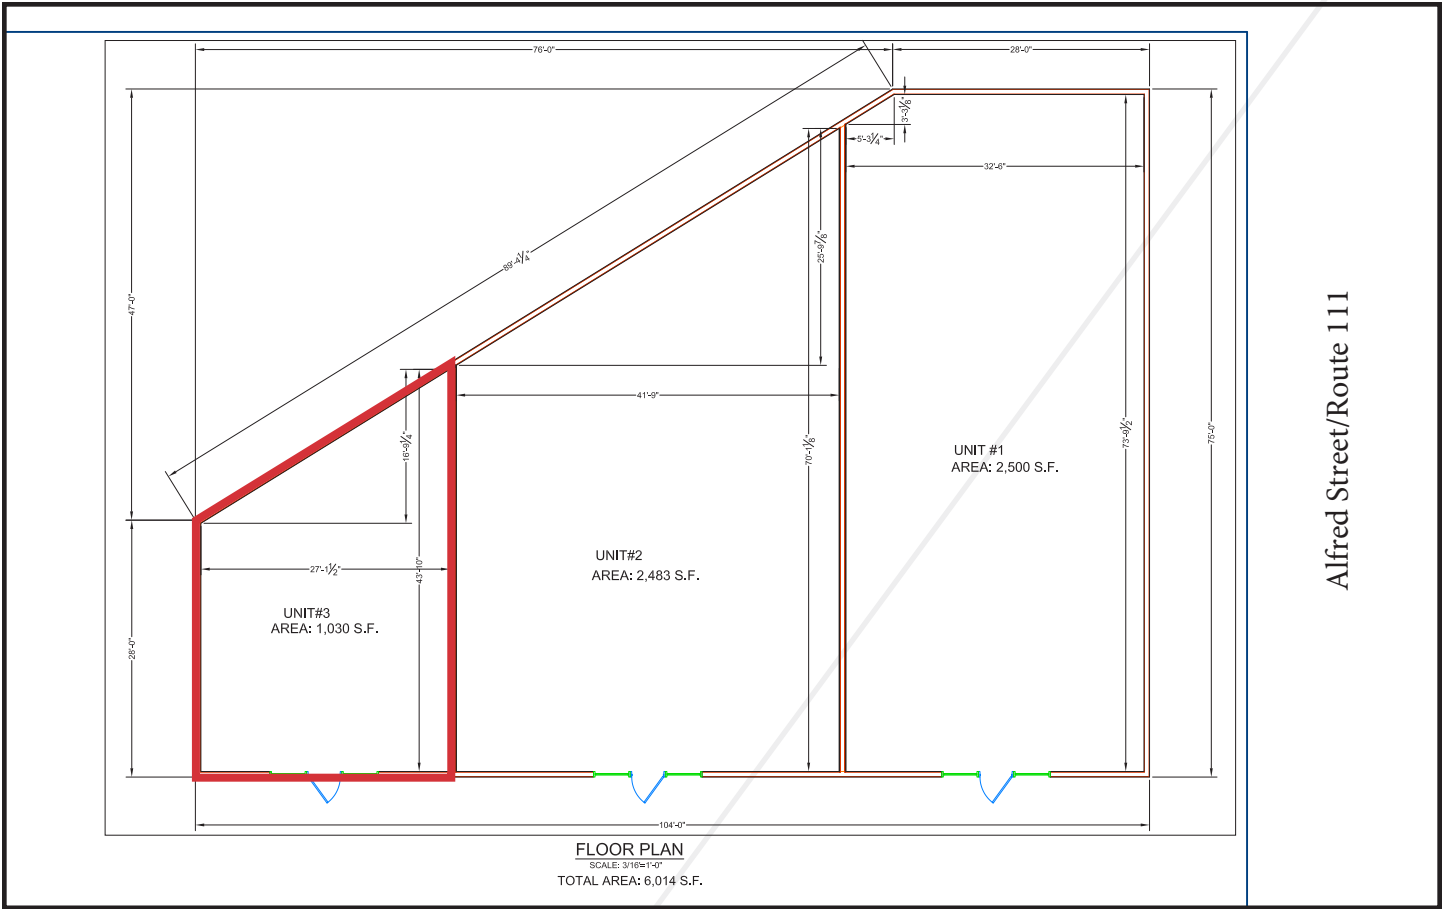 76'-0"
28'-0"
3'-3⅛"
5'-3¼"
32'-6"
25'-9⅞"
89'-4¼"
47'-0"
41'-9"
16'-9¼"
70'-1⅛"
73'-9½"
75'-0"
UNIT #1
AREA: 2,500 S.F.
UNIT#2
AREA: 2,483 S.F.
27'-1½"
43'-10"
UNIT#3
AREA: 1,030 S.F.
28'-0"
104'-0"
FLOOR PLAN
SCALE: 3/16"=1'-0"
TOTAL AREA: 6,014 S.F.
Alfred Street/Route 111